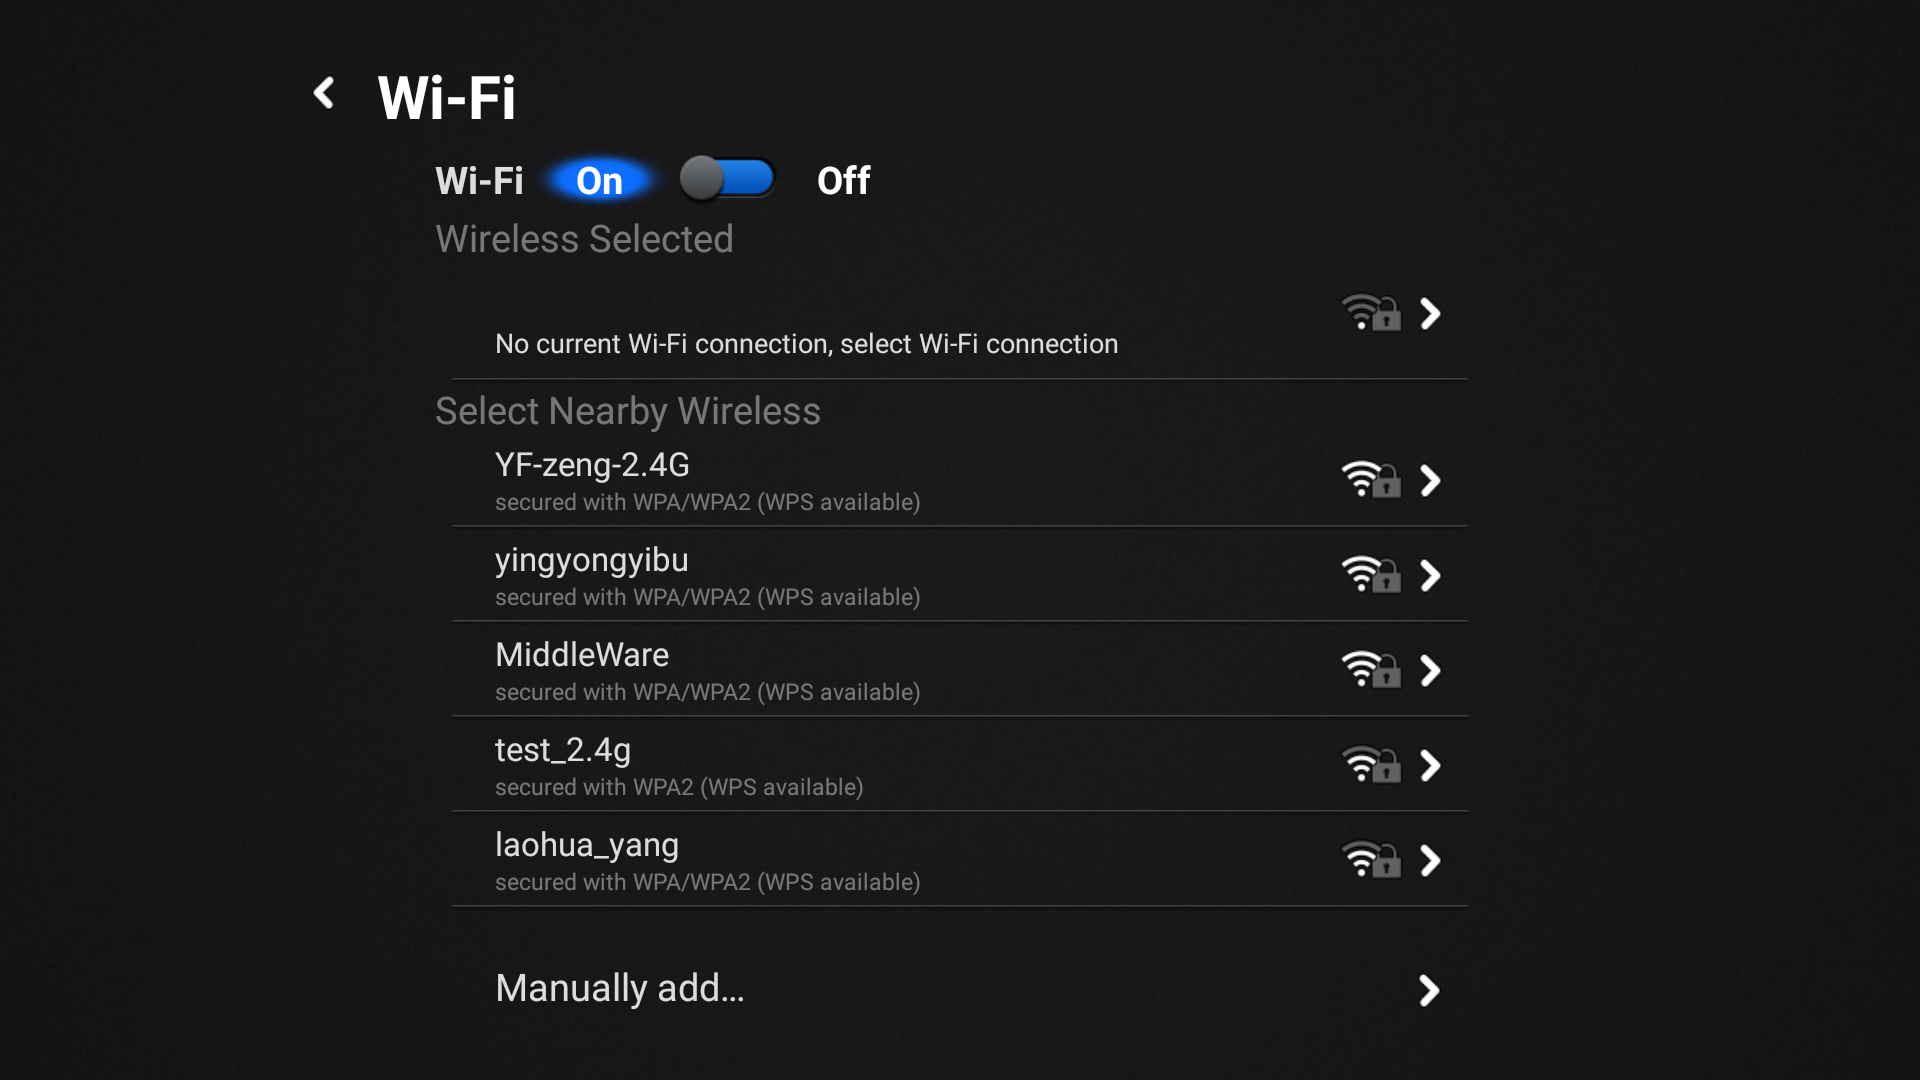 Wi-Fi
Wi-Fi On Off
Wireless Selected
No current Wi-Fi connection, select Wi-Fi connection
Select Nearby Wireless
YF-zeng-2.4G
secured with WPA/WPA2 (WPS available)
yingyongyibu
secured with WPA/WPA2 (WPS available)
MiddleWare
secured with WPA/WPA2 (WPS available)
test_2.4g
secured with WPA2 (WPS available)
laohua_yang
secured with WPA/WPA2 (WPS available)
Manually add...